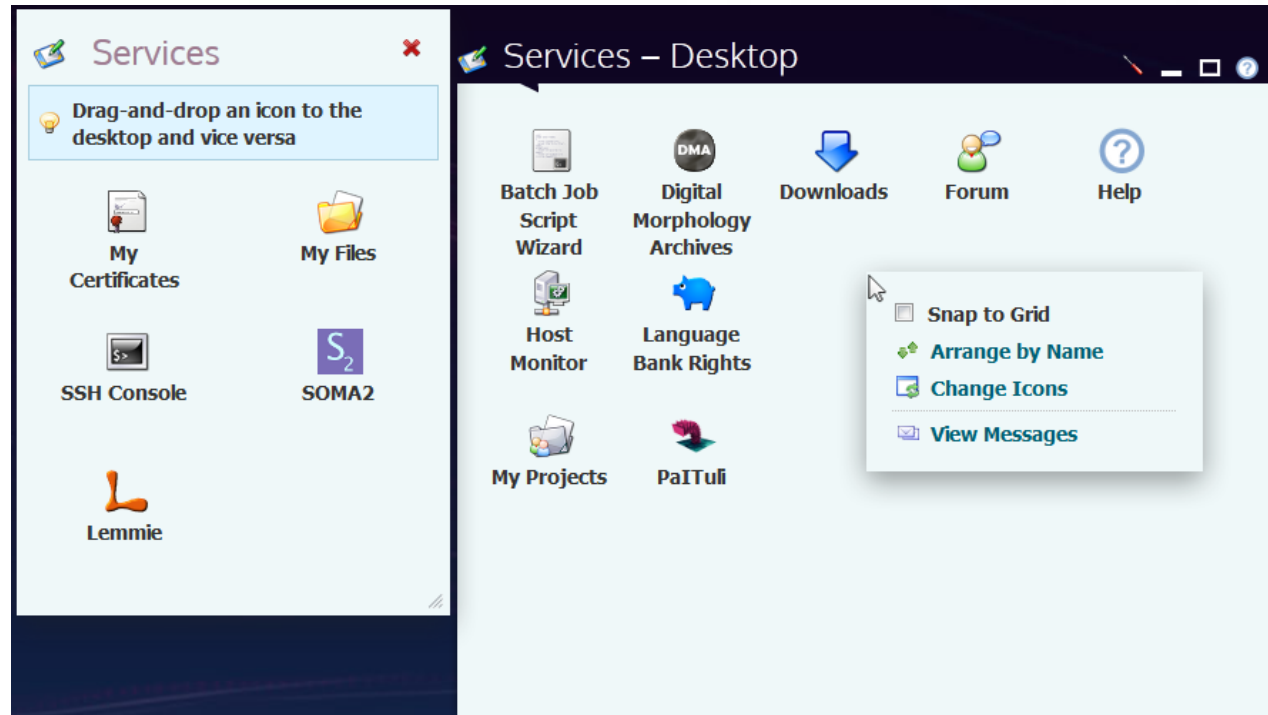 Services
Drag-and-drop an icon to the
desktop and vice versa
My
Certificates
My Files
$>
SSH Console
S2
SOMA2
Lemmie
Services – Desktop
?
Batch Job
Script
Wizard
DMA
Digital
Morphology
Archives
Downloads
Forum
?
Help
Host
Monitor
Language
Bank Rights
My Projects
PaITuli
Snap to Grid
Arrange by Name
Change Icons
View Messages